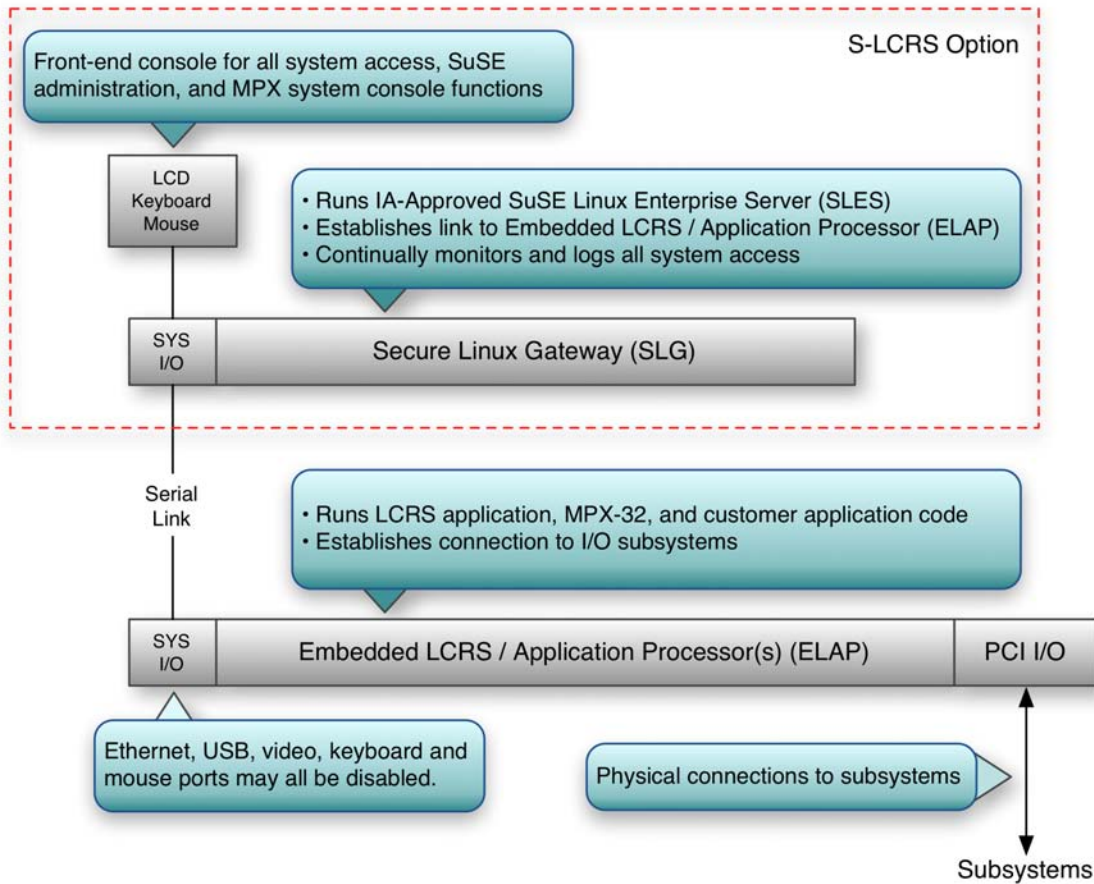 S-LCRS Option
Front-end console for all system access, SuSE
administration, and MPX system console functions
LCD
Keyboard
Mouse
• Runs IA-Approved SuSE Linux Enterprise Server (SLES)
• Establishes link to Embedded LCRS / Application Processor (ELAP)
• Continually monitors and logs all system access
SYS
I/O
Secure Linux Gateway (SLG)
Serial
Link
• Runs LCRS application, MPX-32, and customer application code
• Establishes connection to I/O subsystems
SYS
I/O
Embedded LCRS / Application Processor(s) (ELAP)
PCI I/O
Ethernet, USB, video, keyboard and
mouse ports may all be disabled.
Physical connections to subsystems
Subsystems